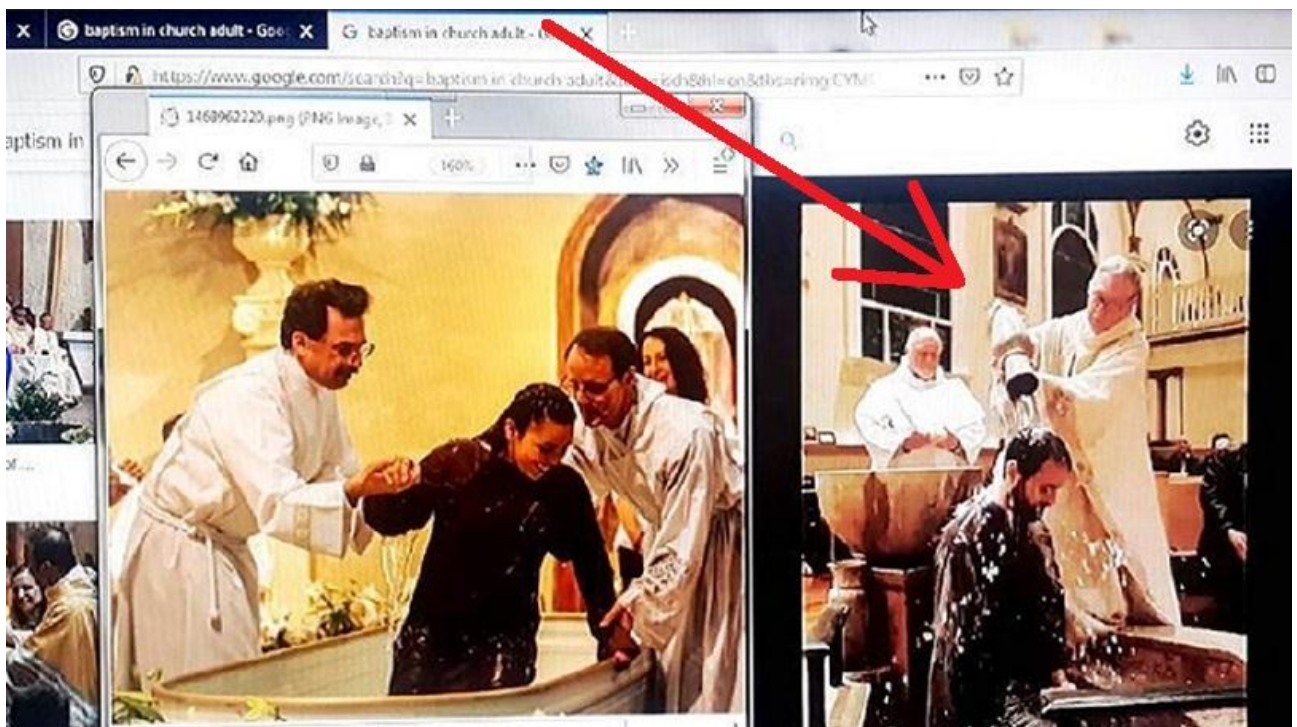 baptism in church adult - Goo
baptism in church adult - G
https://www.google.com/search?q=baptism in church adult&
aptism in
1468962220.png (PNG Image,
160%
of ...